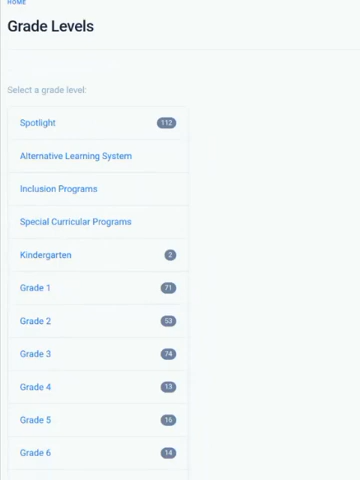 HOME
Grade Levels
Select a grade level:
Spotlight 112
Alternative Learning System
Inclusion Programs
Special Curricular Programs
Kindergarten 2
Grade 1 71
Grade 2 53
Grade 3 74
Grade 4 13
Grade 5 16
Grade 6 14